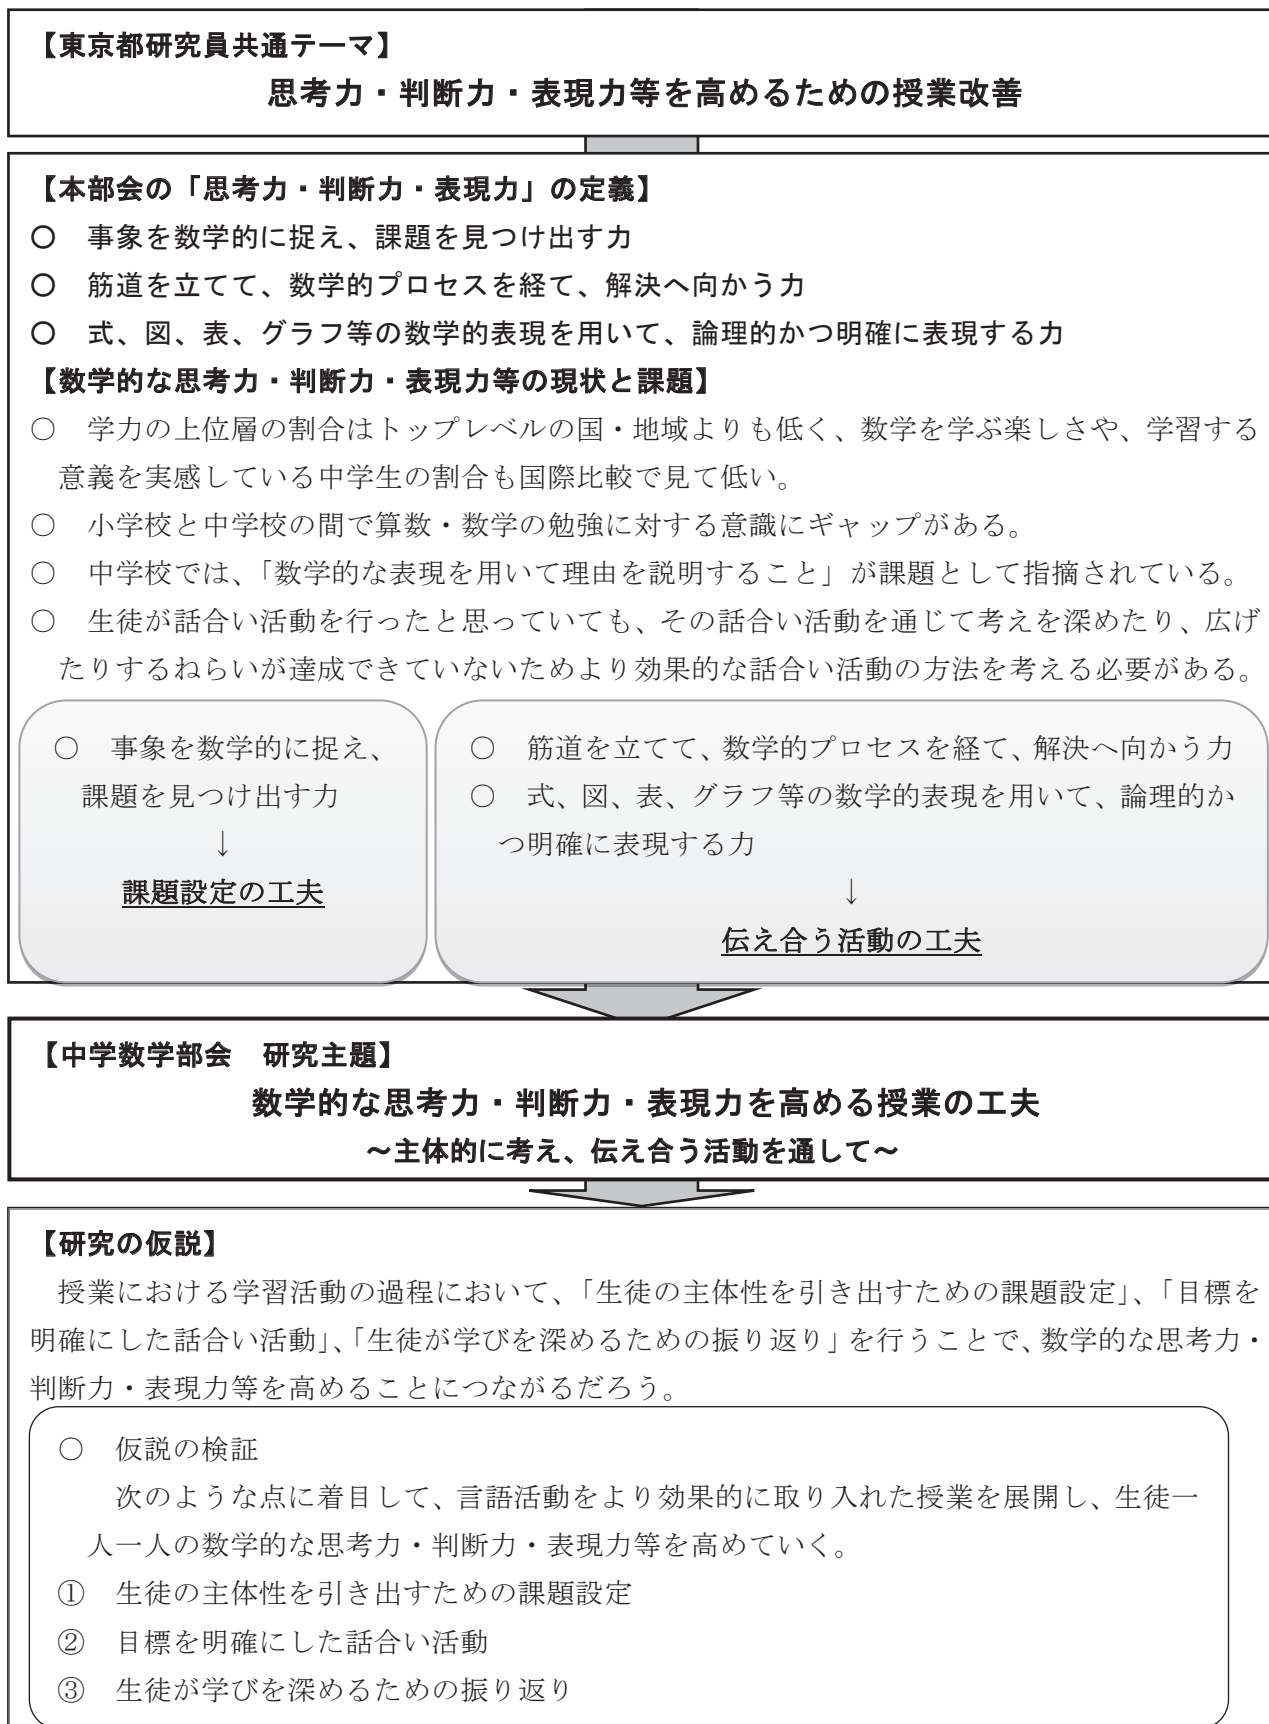 【東京都研究員共通テーマ】
思考力・判断力・表現力等を高めるための授業改善
【本部会の「思考力・判断力・表現力」の定義】
○　事象を数学的に捉え、課題を見つけ出す力
○　筋道を立てて、数学的プロセスを経て、解決へ向かう力
○　式、図、表、グラフ等の数学的表現を用いて、論理的かつ明確に表現する力
【数学的な思考力・判断力・表現力等の現状と課題】
○　学力の上位層の割合はトップレベルの国・地域よりも低く、数学を学ぶ楽しさや、学習する
意義を実感している中学生の割合も国際比較で見て低い。
○　小学校と中学校の間で算数・数学の勉強に対する意識にギャップがある。
○　中学校では、「数学的な表現を用いて理由を説明すること」が課題として指摘されている。
○　生徒が話合い活動を行ったと思っていても、その話合い活動を通じて考えを深めたり、広げ
たりするねらいが達成できていないためより効果的な話合い活動の方法を考える必要がある。
○　事象を数学的に捉え、
課題を見つけ出す力
↓
課題設定の工夫
○　筋道を立てて、数学的プロセスを経て、解決へ向かう力
○　式、図、表、グラフ等の数学的表現を用いて、論理的か
つ明確に表現する力
↓
伝え合う活動の工夫
【中学数学部会　研究主題】
数学的な思考力・判断力・表現力を高める授業の工夫
～主体的に考え、伝え合う活動を通して～
【研究の仮説】
授業における学習活動の過程において、「生徒の主体性を引き出すための課題設定」、「目標を
明確にした話合い活動」、「生徒が学びを深めるための振り返り」を行うことで、数学的な思考力・
判断力・表現力等を高めることにつながるだろう。
○　仮説の検証
次のような点に着目して、言語活動をより効果的に取り入れた授業を展開し、生徒一
人一人の数学的な思考力・判断力・表現力等を高めていく。
①　生徒の主体性を引き出すための課題設定
②　目標を明確にした話合い活動
③　生徒が学びを深めるための振り返り